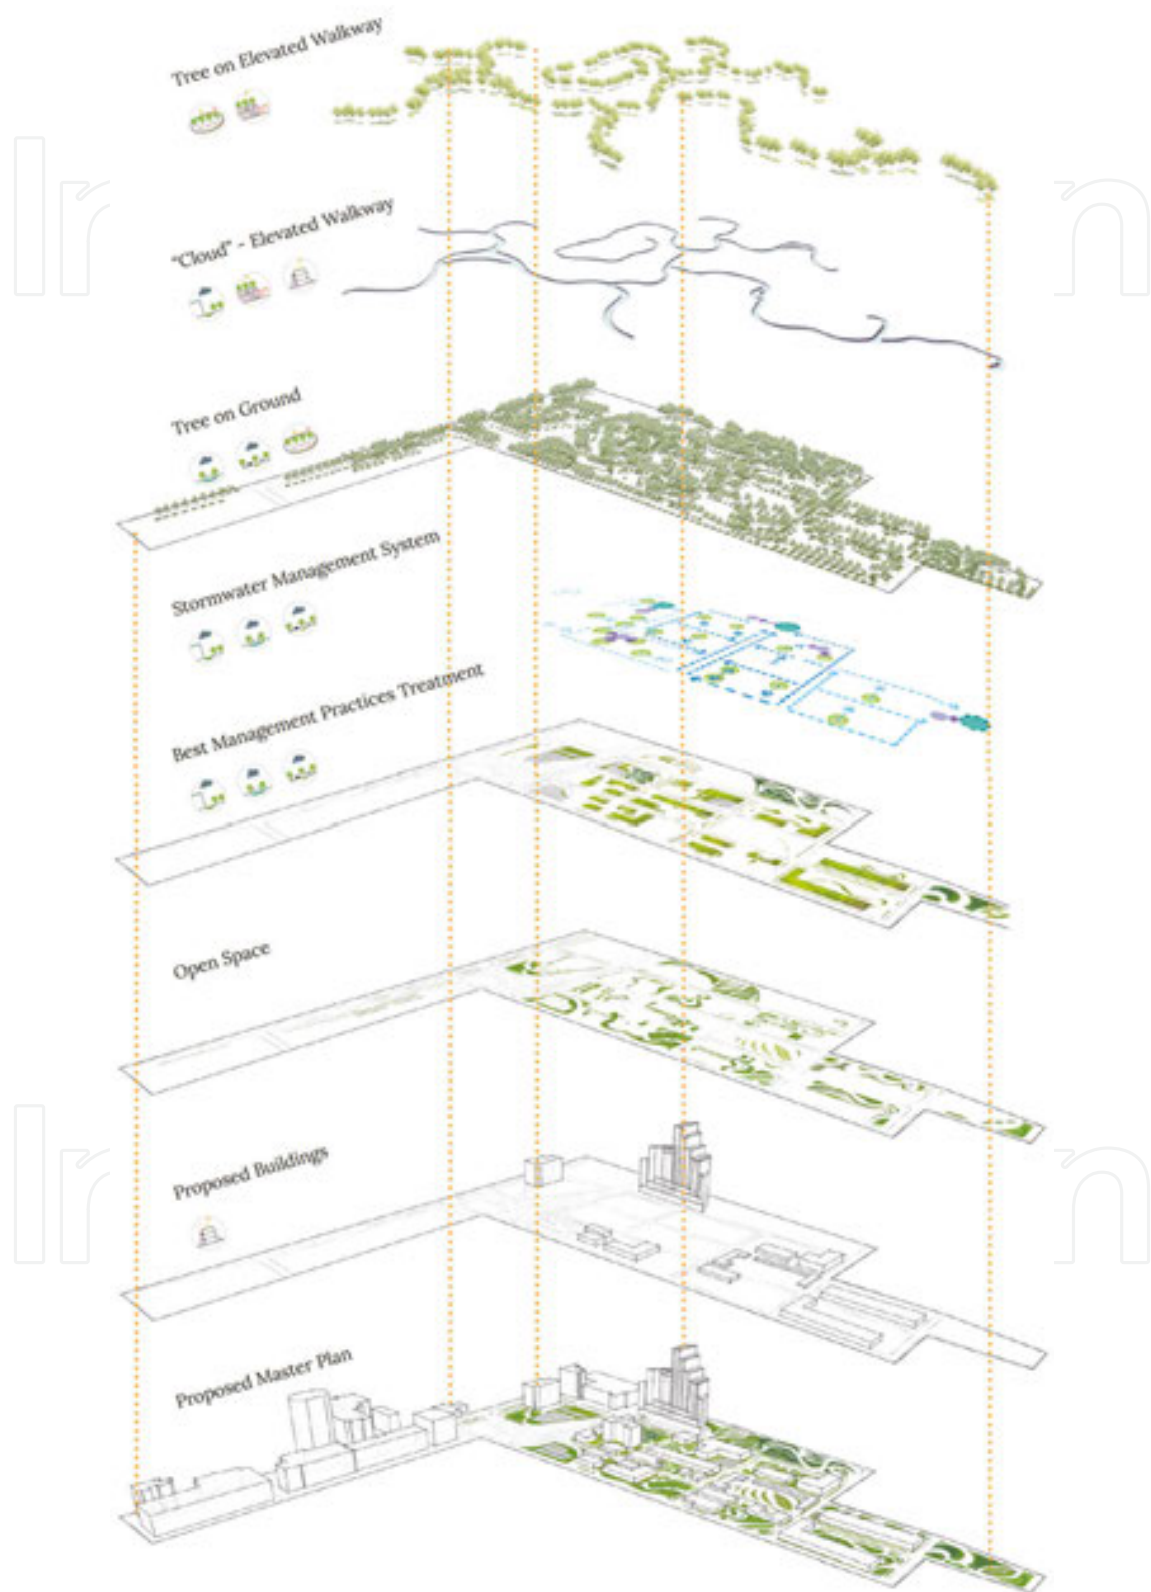 Tree on Elevated Walkway
"Cloud" - Elevated Walkway
Tree on Ground
Stormwater Management System
Best Management Practices Treatment
Open Space
Proposed Buildings
Proposed Master Plan